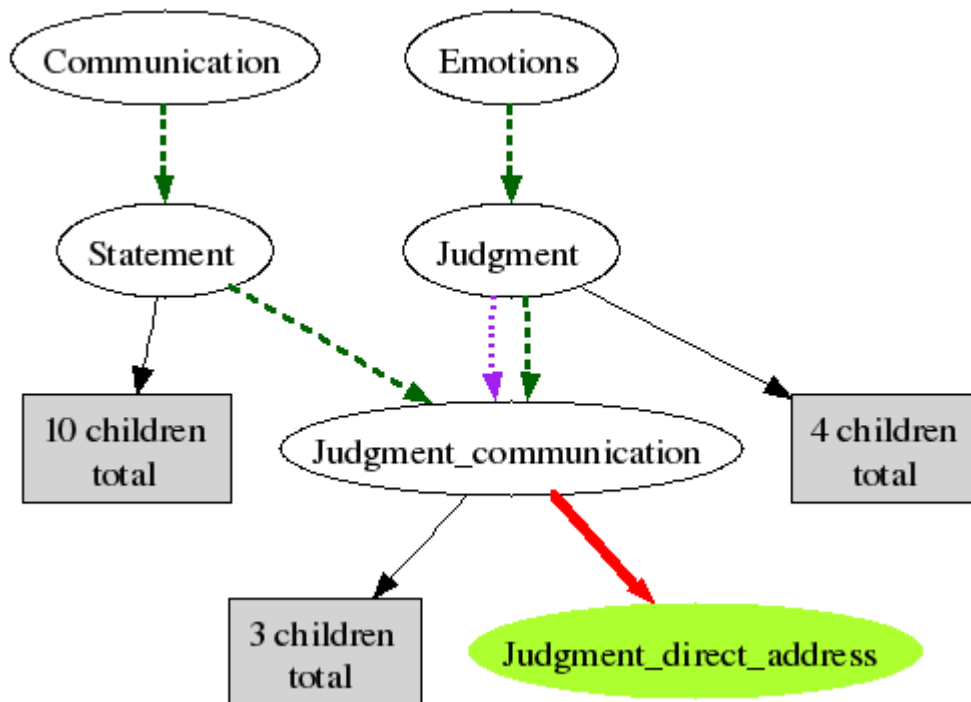 Communication
Emotions
Statement
Judgment
10 children
total
Judgment_communication
4 children
total
3 children
total
Judgment_direct_address